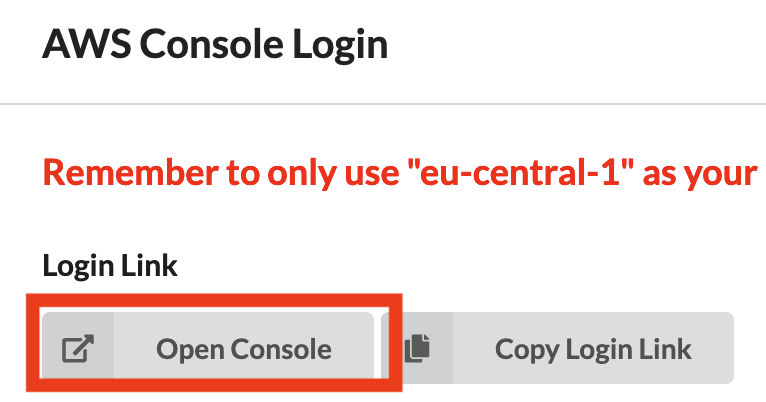 AWS Console Login
Remember to only use "eu-central-1" as your
Login Link
Open Console
Copy Login Link